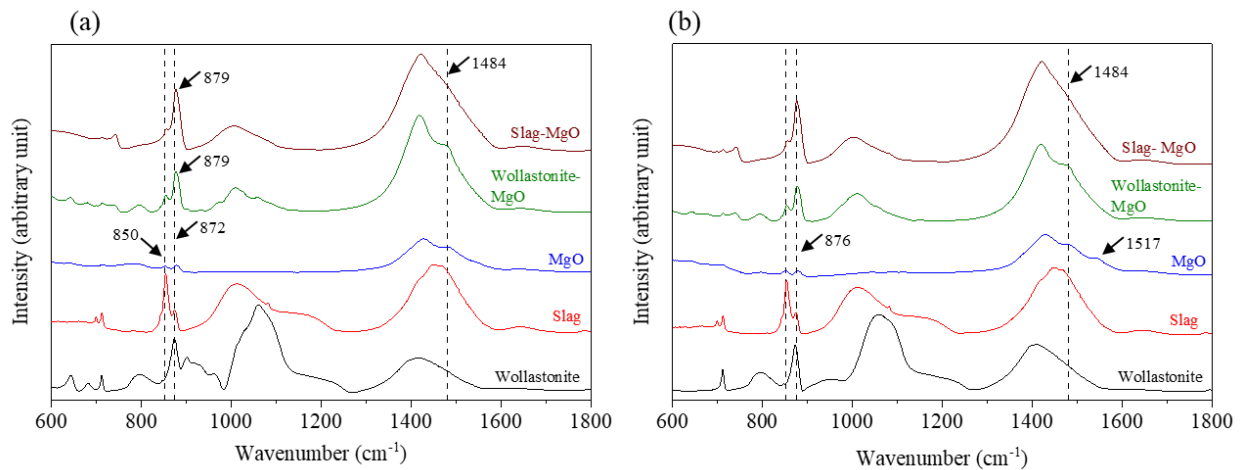 (a)
879
1484
Slag-MgO
879
Wollastonite-
MgO
850
872
MgO
Slag
Wollastonite
Intensity (arbitrary unit)
600 800 1000 1200 1400 1600 1800
Wavenumber (cm-1)
(b)
1484
Slag- MgO
Wollastonite-
MgO
876
1517
MgO
Slag
Wollastonite
Intensity (arbitrary unit)
600 800 1000 1200 1400 1600 1800
Wavenumber (cm-1)